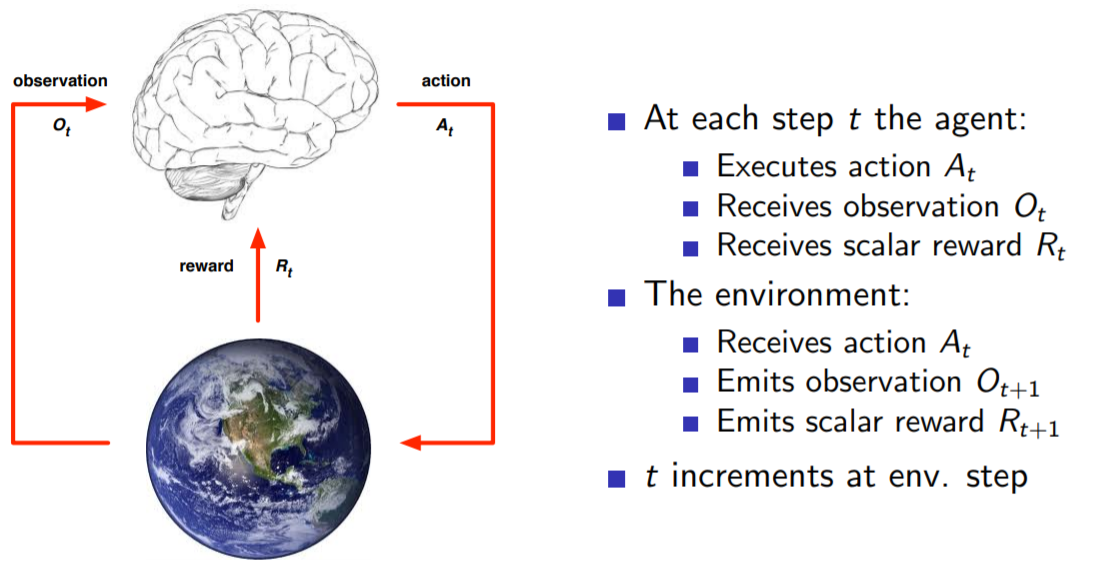 observation
O_t
action
A_t
reward
R_t
At each step t the agent:
Executes action A_t
Receives observation O_t
Receives scalar reward R_t
The environment:
Receives action A_t
Emits observation O_{t+1}
Emits scalar reward R_{t+1}
t increments at env. step